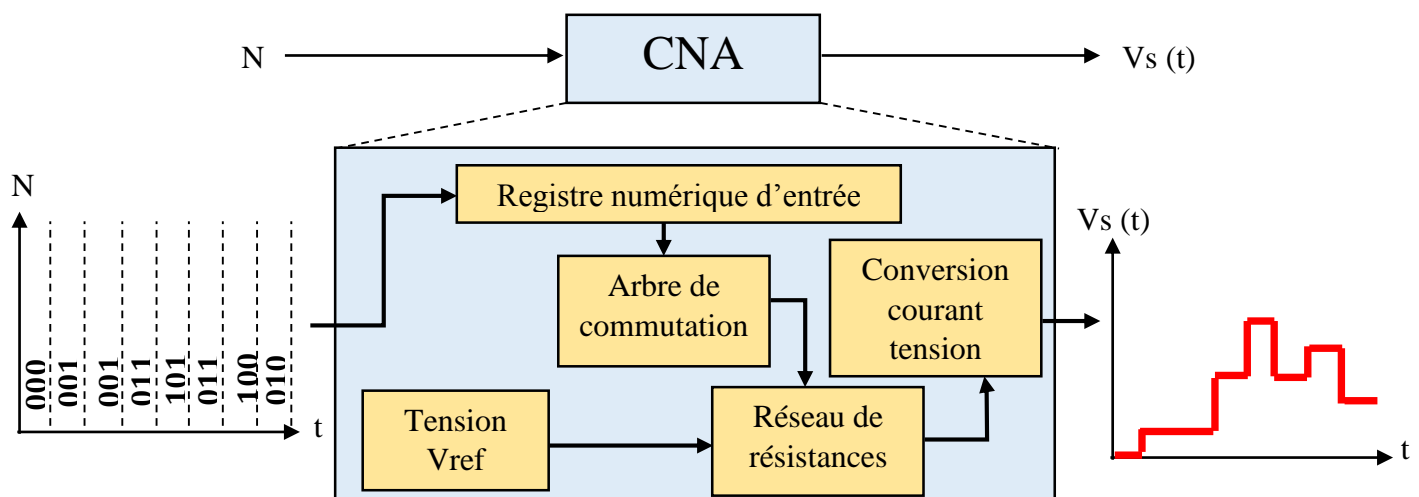 N
CNA
Vs (t)
N
000
001
001
011
101
011
100
010
t
Registre numérique d’entrée
Arbre de
commutation
Conversion
courant
tension
Tension
Vref
Réseau de
résistances
Vs (t)
t